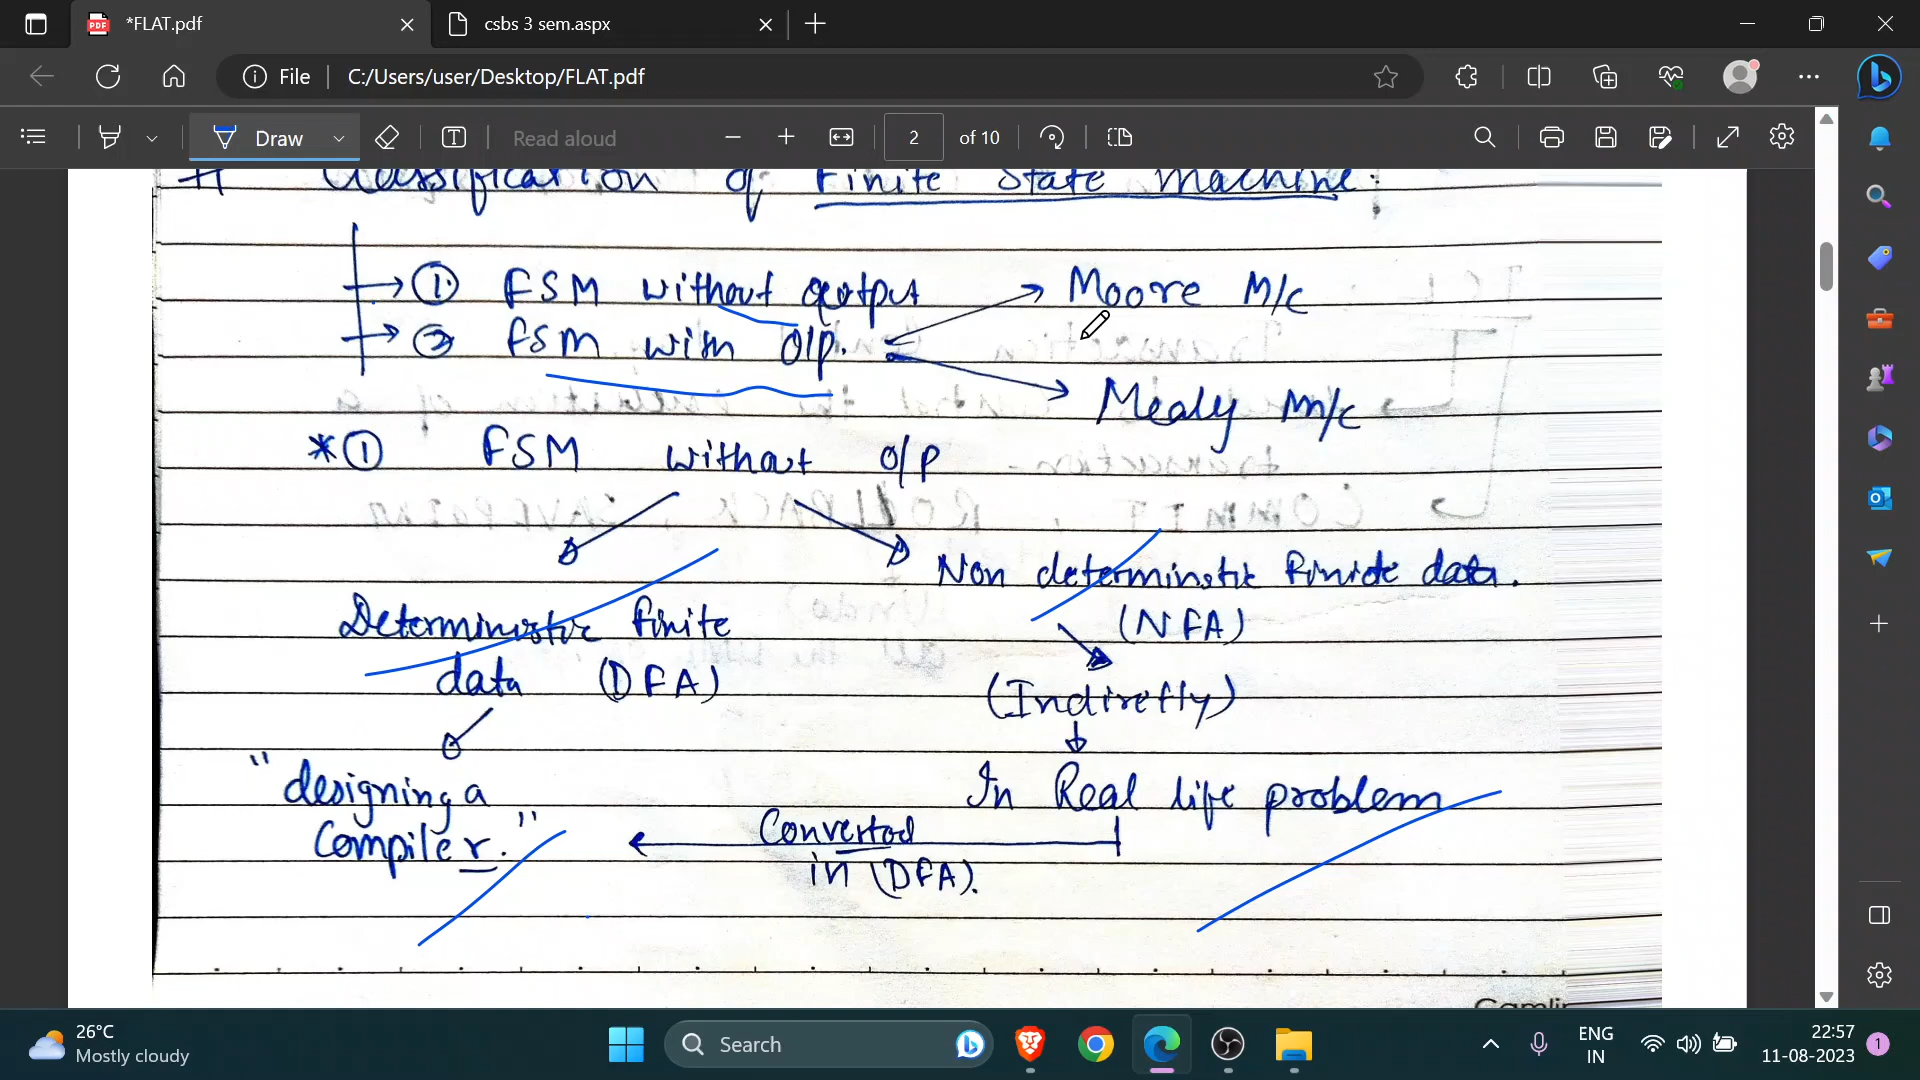 *FLAT.pdf
csbs 3 sem.aspx
File
C:/Users/user/Desktop/FLAT.pdf
Draw
Read aloud
2
of 10
# Classification of Finite State Machine:
→ ① FSM without output
→ Moore M/c
→ ② FSM with O/P.
→ Mealy M/c
*① FSM without O/P
Non deterministic finite data.
(NFA)
Deterministic finite
data (DFA)
(Indirectly)
"designing a
Compiler."
In Real life problem
Converted
in (DFA).
26°C
Mostly cloudy
Search
ENG
IN
22:57
11-08-2023
1